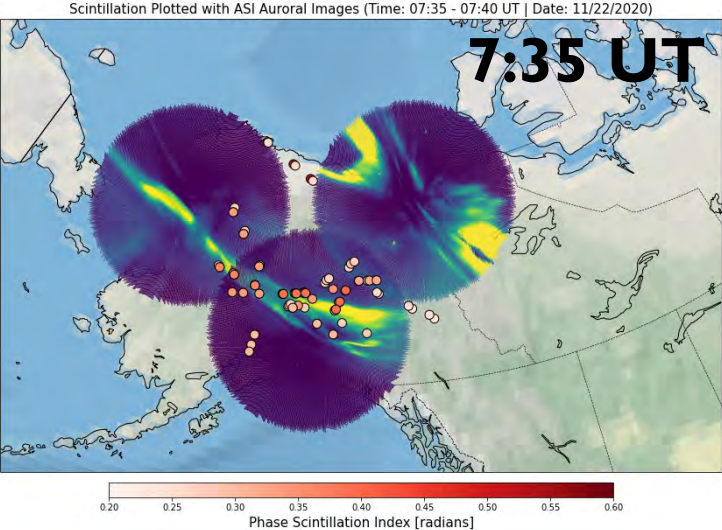 Scintillation Plotted with ASI Auroral Images (Time: 07:35 - 07:40 UT | Date: 11/22/2020)
7:35 UT
0.20 0.25 0.30 0.35 0.40 0.45 0.50 0.55 0.60
Phase Scintillation Index [radians]